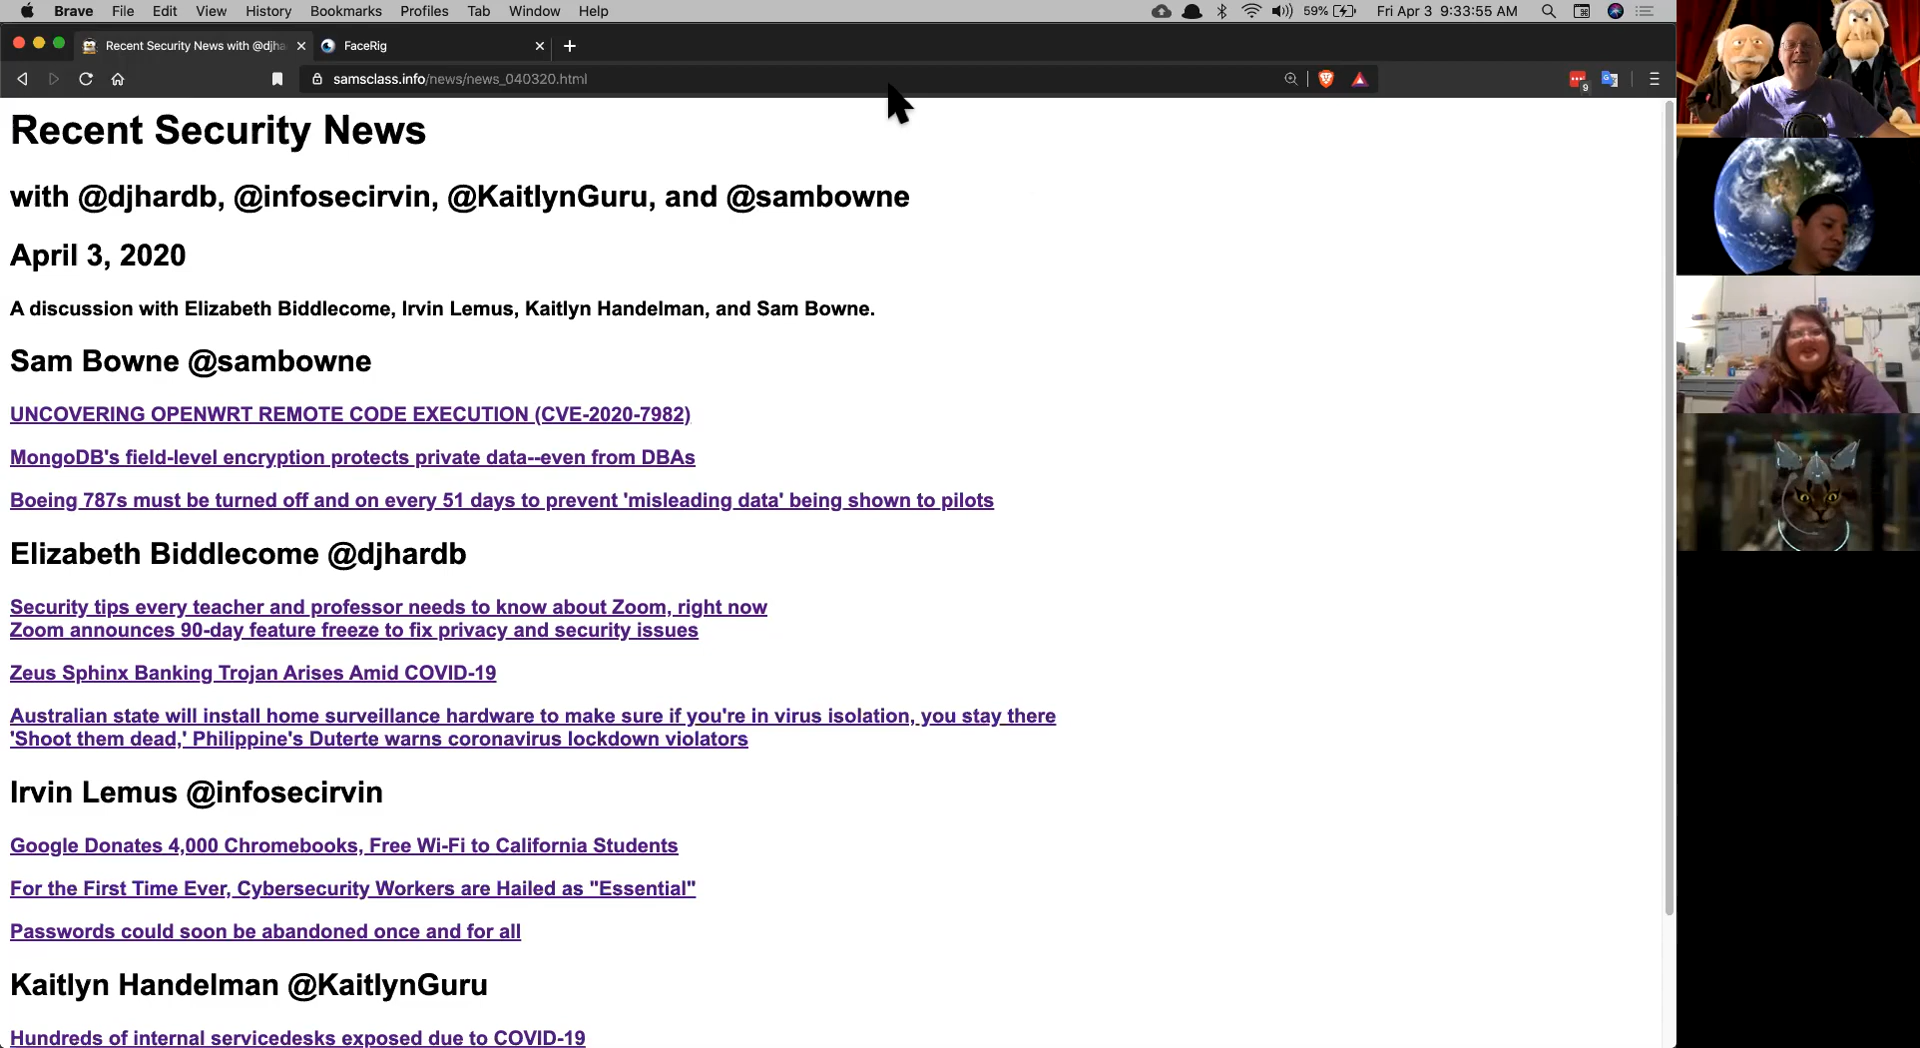 Brave File Edit View History Bookmarks Profiles Tab Window Help 59% Fri Apr 3 9:33:55 AM
Recent Security News with @djha FaceRig
samsclass.info/news/news_040320.html 9
Recent Security News
with @djhardb, @infosecirvin, @KaitlynGuru, and @sambowne
April 3, 2020
A discussion with Elizabeth Biddlecome, Irvin Lemus, Kaitlyn Handelman, and Sam Bowne.
Sam Bowne @sambowne
UNCOVERING OPENWRT REMOTE CODE EXECUTION (CVE-2020-7982)
MongoDB's field-level encryption protects private data--even from DBAs
Boeing 787s must be turned off and on every 51 days to prevent 'misleading data' being shown to pilots
Elizabeth Biddlecome @djhardb
Security tips every teacher and professor needs to know about Zoom, right now
Zoom announces 90-day feature freeze to fix privacy and security issues
Zeus Sphinx Banking Trojan Arises Amid COVID-19
Australian state will install home surveillance hardware to make sure if you're in virus isolation, you stay there
'Shoot them dead,' Philippine's Duterte warns coronavirus lockdown violators
Irvin Lemus @infosecirvin
Google Donates 4,000 Chromebooks, Free Wi-Fi to California Students
For the First Time Ever, Cybersecurity Workers are Hailed as "Essential"
Passwords could soon be abandoned once and for all
Kaitlyn Handelman @KaitlynGuru
Hundreds of internal servicedesks exposed due to COVID-19